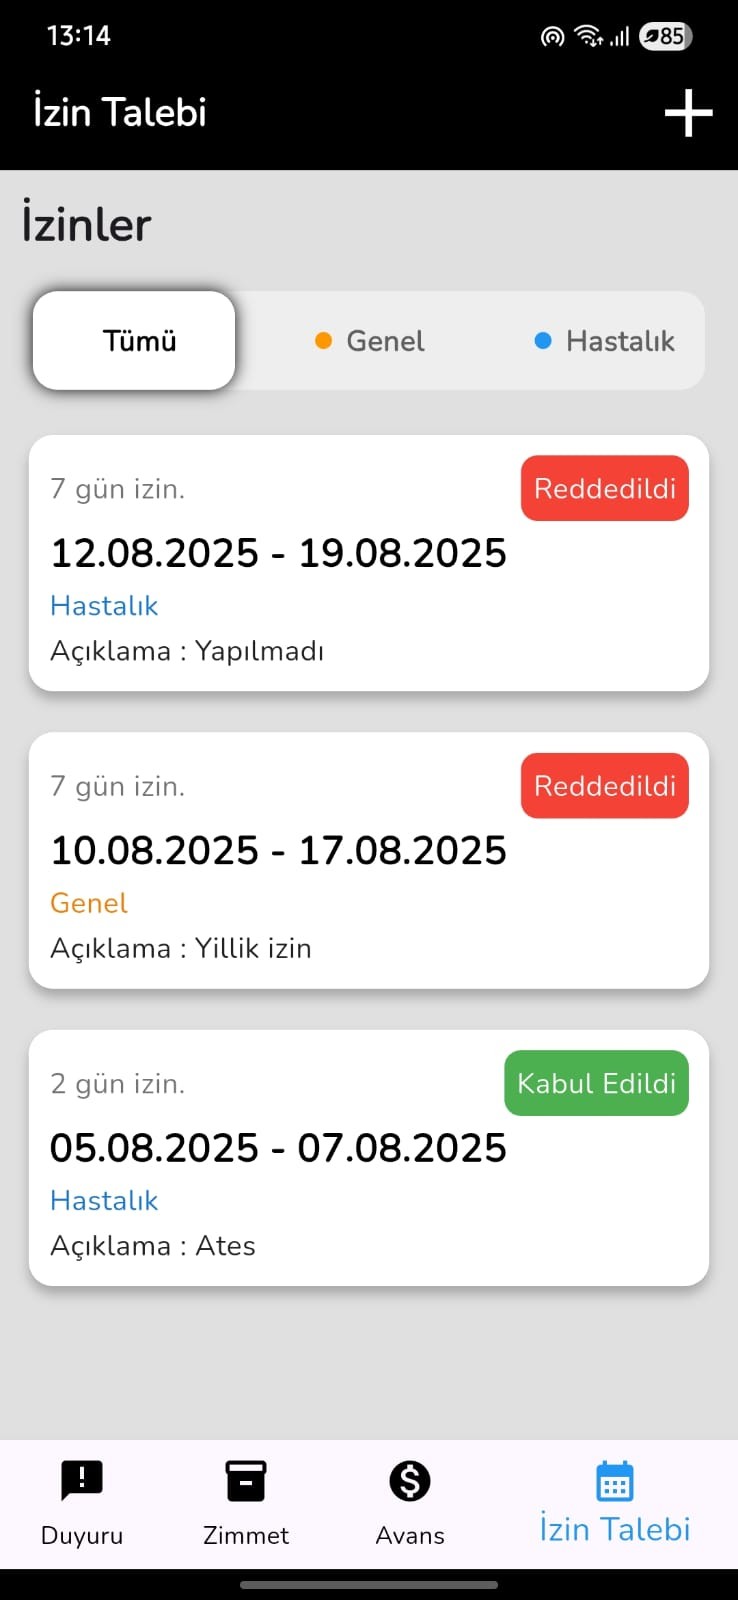 13:14
85
İzin Talebi
İzinler
Tümü
Genel
Hastalık
7 gün izin.
Reddedildi
12.08.2025 - 19.08.2025
Hastalık
Açıklama : Yapılmadı
7 gün izin.
Reddedildi
10.08.2025 - 17.08.2025
Genel
Açıklama : Yillik izin
2 gün izin.
Kabul Edildi
05.08.2025 - 07.08.2025
Hastalık
Açıklama : Ates
Duyuru
Zimmet
Avans
İzin Talebi